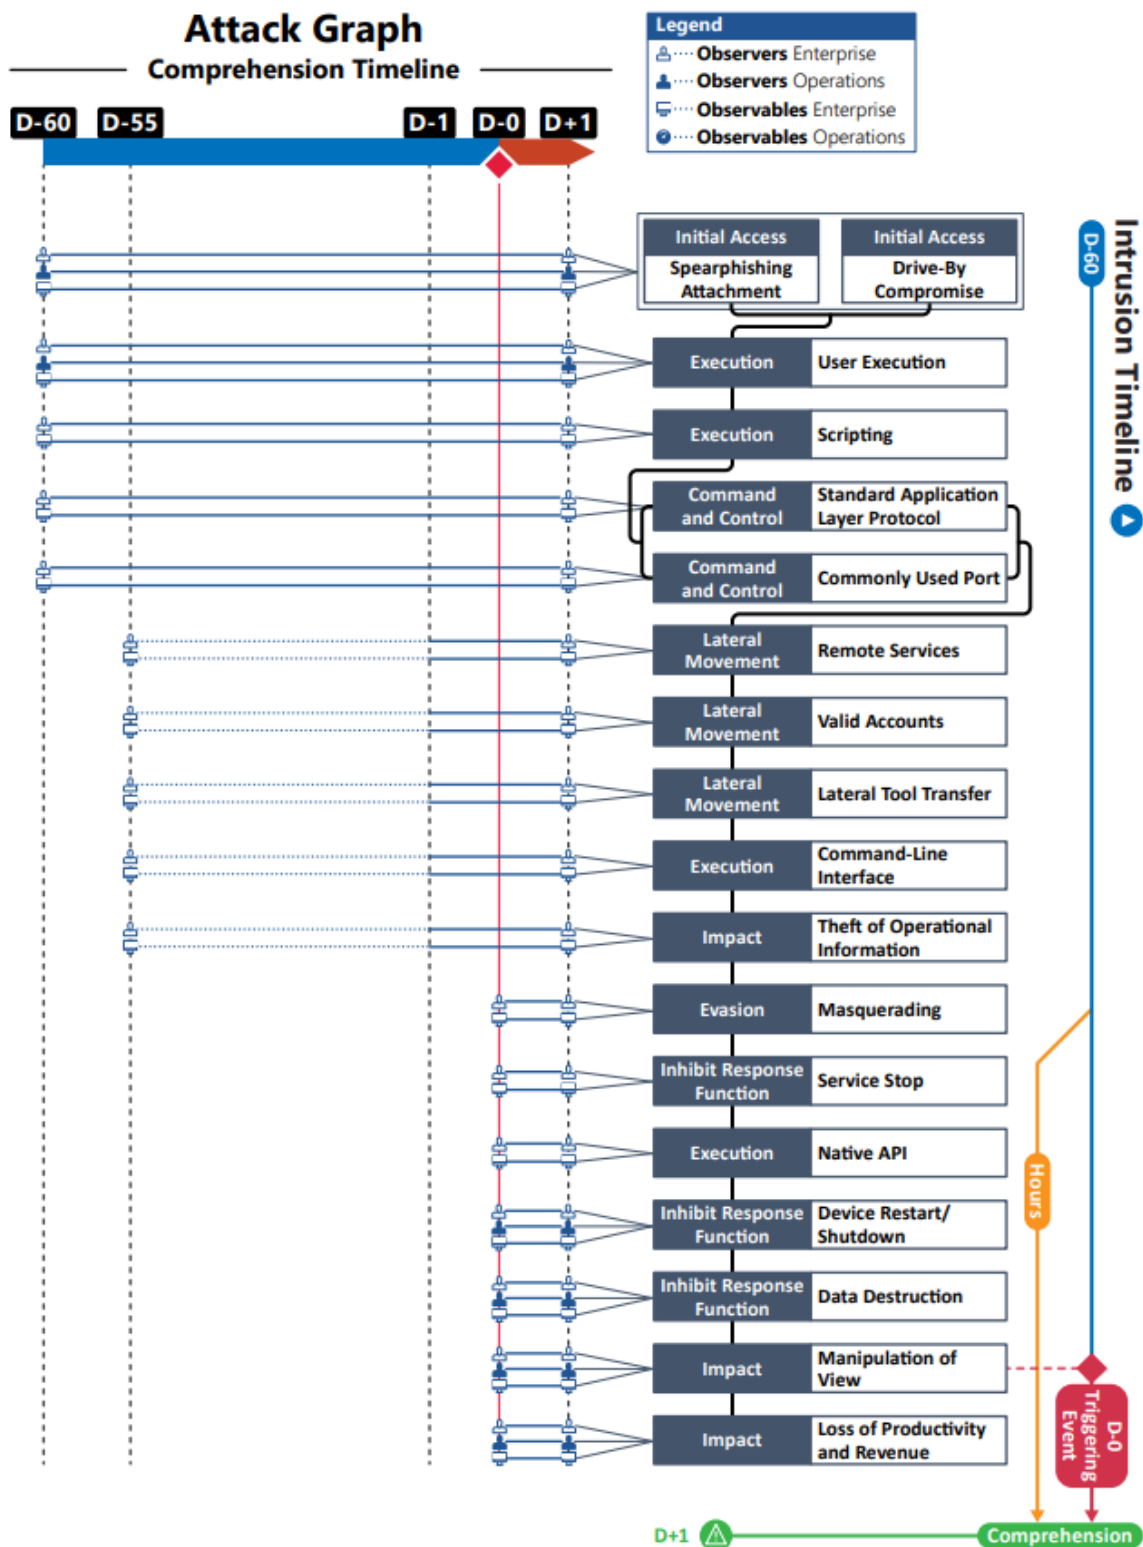 Attack Graph
Comprehension Timeline
D-60 D-55 D-1 D-0 D+1
Legend
Observers Enterprise
Observers Operations
Observables Enterprise
Observables Operations
Intrusion Timeline
D-60
Initial Access
Spearphishing
Attachment
Initial Access
Drive-By
Compromise
Execution
User Execution
Execution
Scripting
Command
and Control
Standard Application
Layer Protocol
Command
and Control
Commonly Used Port
Lateral
Movement
Remote Services
Lateral
Movement
Valid Accounts
Lateral
Movement
Lateral Tool Transfer
Execution
Command-Line
Interface
Impact
Theft of Operational
Information
Evasion
Masquerading
Inhibit Response
Function
Service Stop
Execution
Native API
Hours
Inhibit Response
Function
Device Restart/
Shutdown
Inhibit Response
Function
Data Destruction
Impact
Manipulation of
View
Impact
Loss of Productivity
and Revenue
D-0
Triggering
Event
D+1
Comprehension